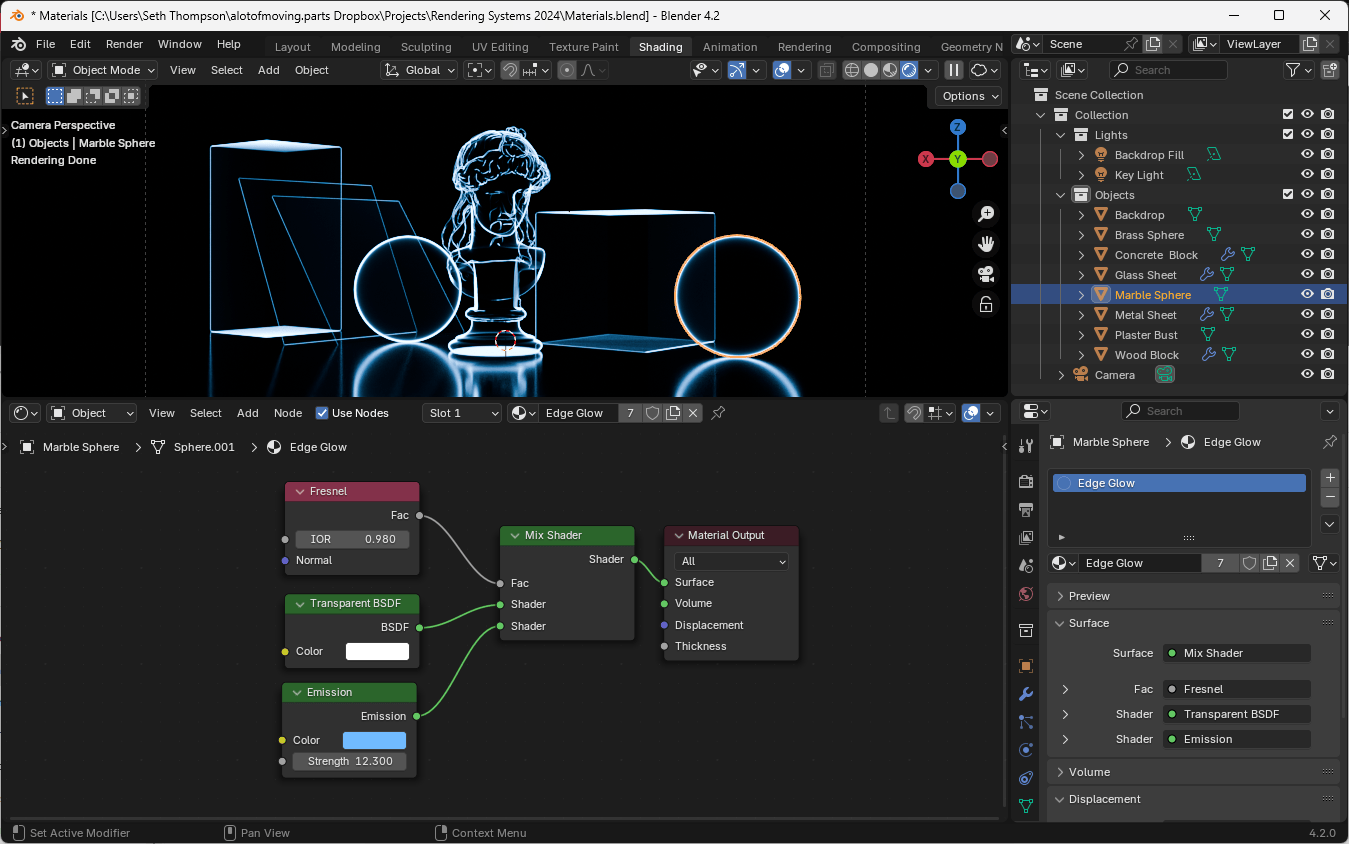 * Materials [C:\Users\Seth Thompson\alotofmoving.parts Dropbox\Projects\Rendering Systems 2024\Materials.blend] - Blender 4.2
File Edit Render Window Help Layout Modeling Sculpting UV Editing Texture Paint Shading Animation Rendering Compositing Geometry N
Scene ViewLayer
Object Mode View Select Add Object Global
Search
Options
Camera Perspective
(1) Objects | Marble Sphere
Rendering Done
Z
X Y
Scene Collection
Collection
Lights
Backdrop Fill
Key Light
Objects
Backdrop
Brass Sphere
Concrete Block
Glass Sheet
Marble Sphere
Metal Sheet
Plaster Bust
Wood Block
Camera
Object View Select Add Node Use Nodes Slot 1 Edge Glow 7
Marble Sphere > Sphere.001 > Edge Glow
Fresnel
Fac
IOR 0.980
Normal
Transparent BSDF
BSDF
Color
Emission
Emission
Color
Strength 12.300
Mix Shader
Shader
Fac
Shader
Shader
Material Output
All
Surface
Volume
Displacement
Thickness
Search
Marble Sphere > Edge Glow
Edge Glow
Edge Glow 7
Preview
Surface
Surface Mix Shader
Fac Fresnel
Shader Transparent BSDF
Shader Emission
Volume
Displacement
Set Active Modifier Pan View Context Menu 4.2.0